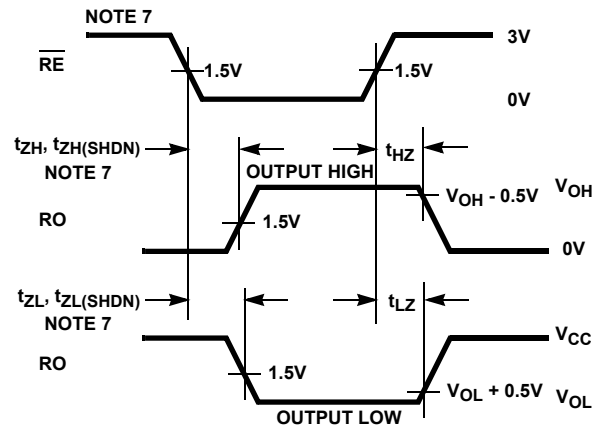 NOTE 7
RE
1.5V
1.5V
3V
0V
tZH, tZH(SHDN)
NOTE 7
OUTPUT HIGH
tHZ
RO
1.5V
VOH - 0.5V
VOH
0V
tZL, tZL(SHDN)
NOTE 7
tLZ
RO
1.5V
VCC
VOL + 0.5V
VOL
OUTPUT LOW